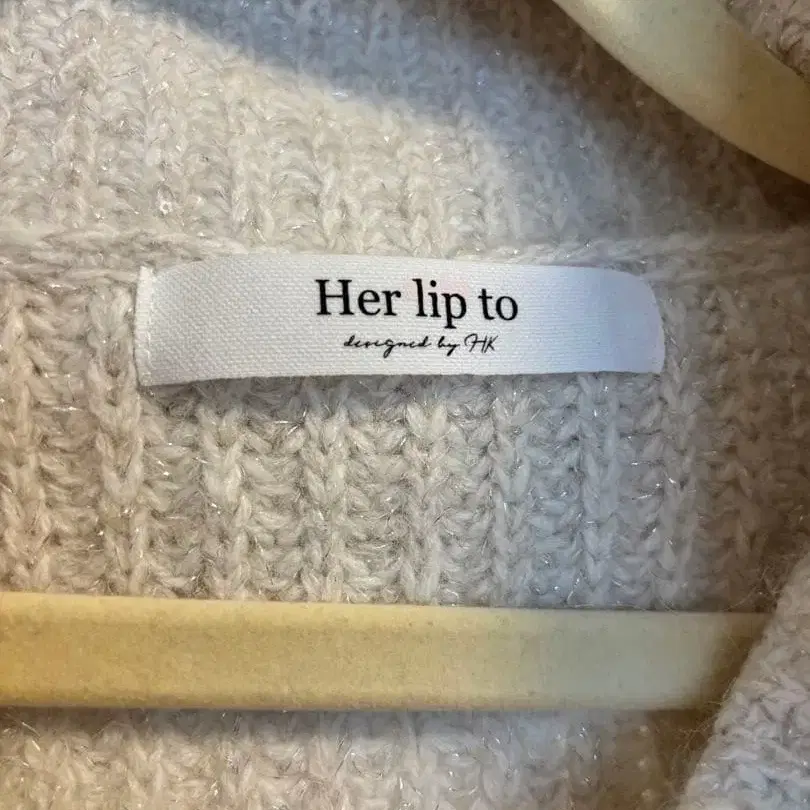 Her lip to
designed by HK